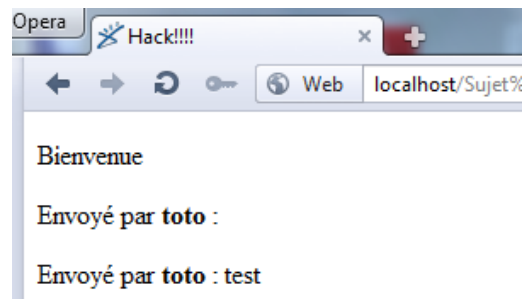 Opera
Hack!!!!
Web
localhost/Sujet%
Bienvenue
Envoyé par toto :
Envoyé par toto : test